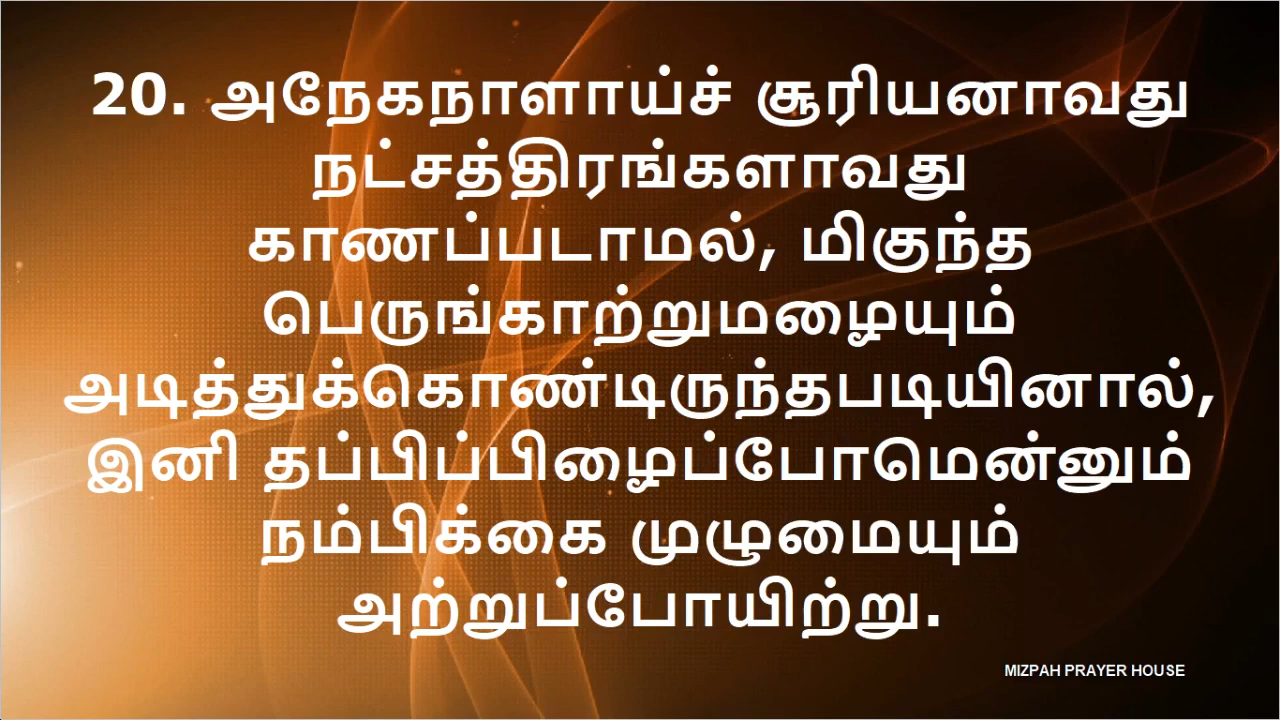 20. அநேகநாளாய்ச் சூரியனாவது
நட்சத்திரங்களாவது
காணப்படாமல், மிகுந்த
பெருங்காற்றுமழையும்
அடித்துக்கொண்டிருந்தபடியினால்,
இனி தப்பிப்பிழைப்போமென்னும்
நம்பிக்கை முழுமையும்
அற்றுப்போயிற்று.
MIZPAH PRAYER HOUSE